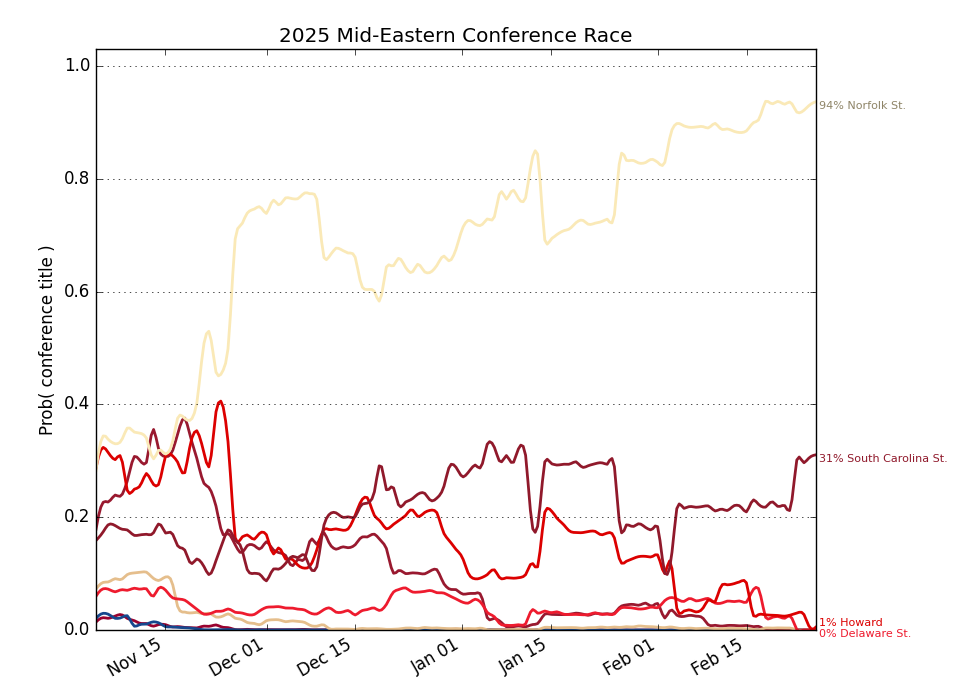 2025 Mid-Eastern Conference Race
Prob( conference title )
1.0
0.8
0.6
0.4
0.2
0.0
94% Norfolk St.
31% South Carolina St.
1% Howard
0% Delaware St.
Nov 15
Dec 01
Dec 15
Jan 01
Jan 15
Feb 01
Feb 15